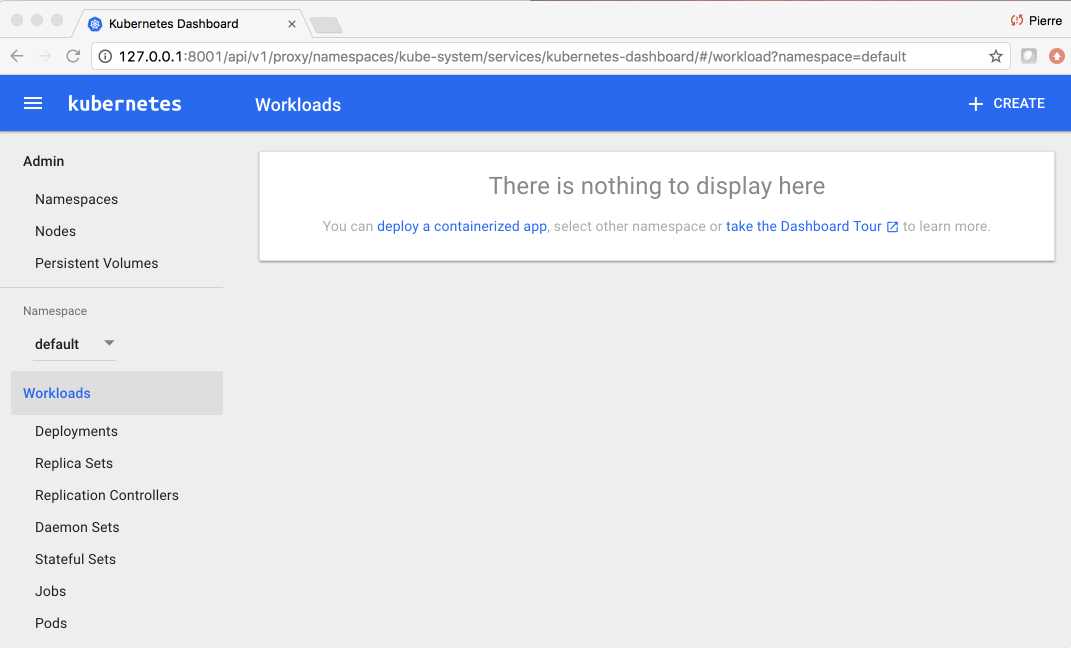 Kubernetes Dashboard
Pierre
127.0.0.1:8001/api/v1/proxy/namespaces/kube-system/services/kubernetes-dashboard/#/workload?namespace=default
kubernetes Workloads + CREATE
Admin
Namespaces
Nodes
Persistent Volumes
Namespace
default
Workloads
Deployments
Replica Sets
Replication Controllers
Daemon Sets
Stateful Sets
Jobs
Pods
There is nothing to display here
You can deploy a containerized app, select other namespace or take the Dashboard Tour to learn more.